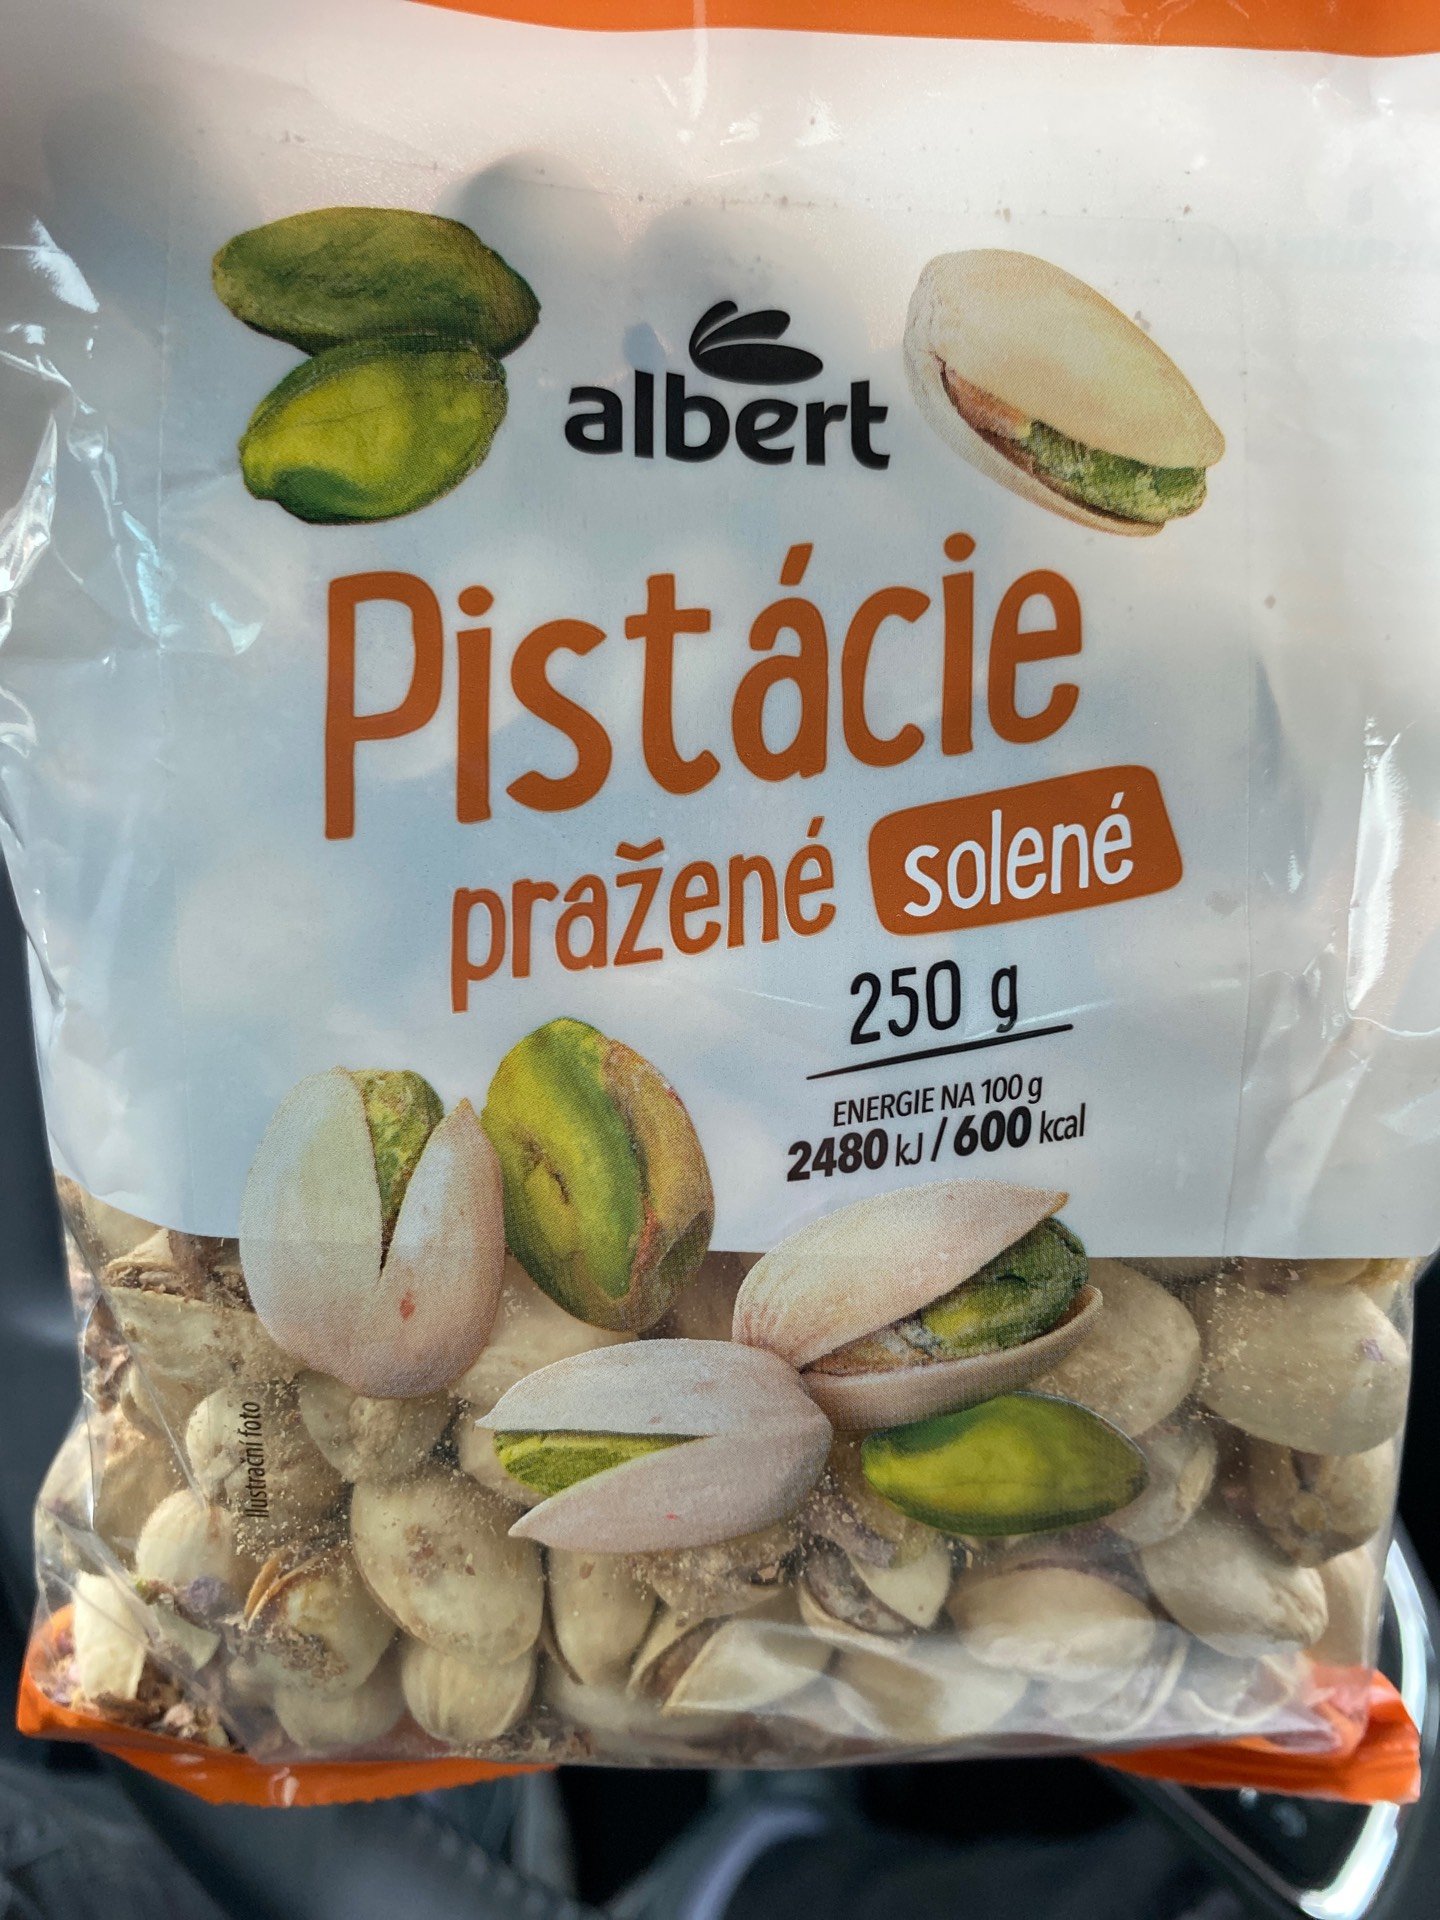 albert
Pistácie
pražené solené
250 g
ENERGIE NA 100 g
2480 kJ / 600 kcal
Ilustrační foto